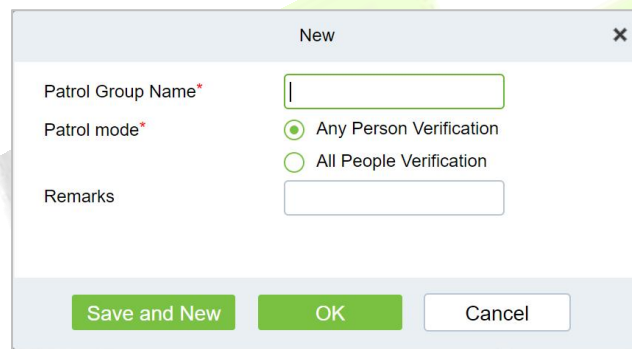 New
Patrol Group Name*
Patrol mode*
Any Person Verification
All People Verification
Remarks
Save and New
OK
Cancel